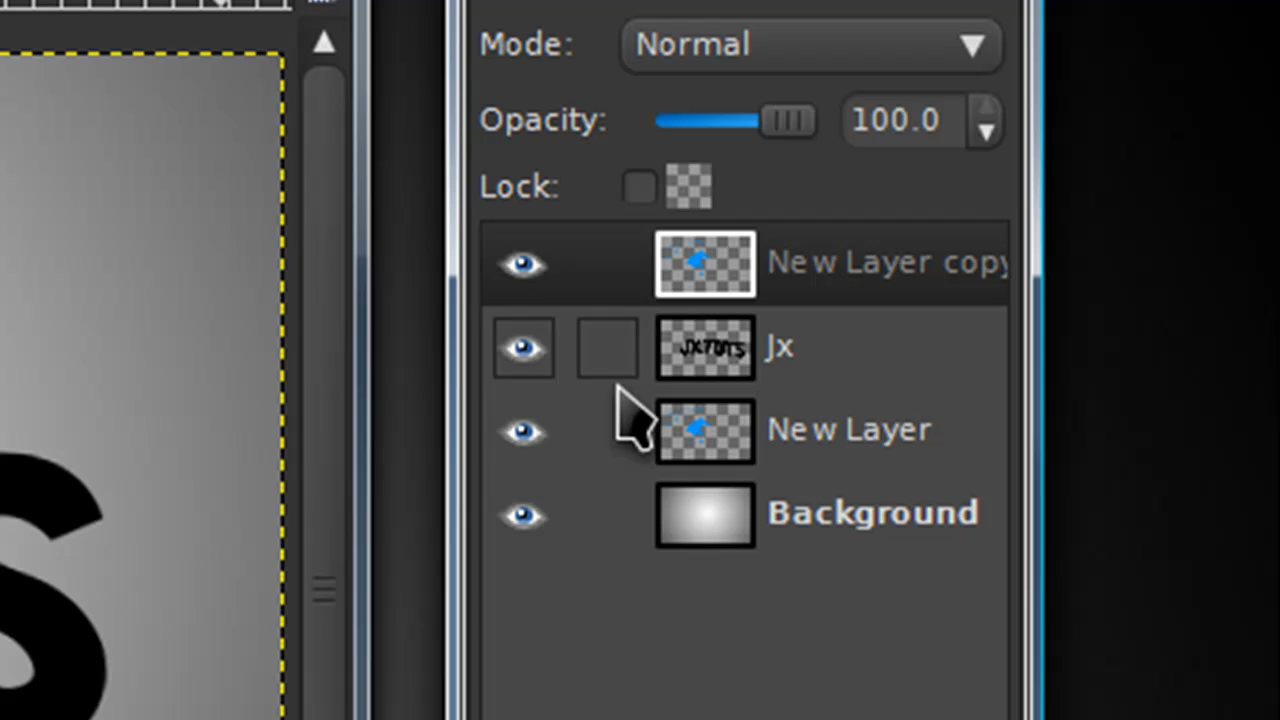 Mode: Normal
Opacity: 100.0
Lock:
New Layer copy
Jx
JXTUTS
New Layer
Background
S